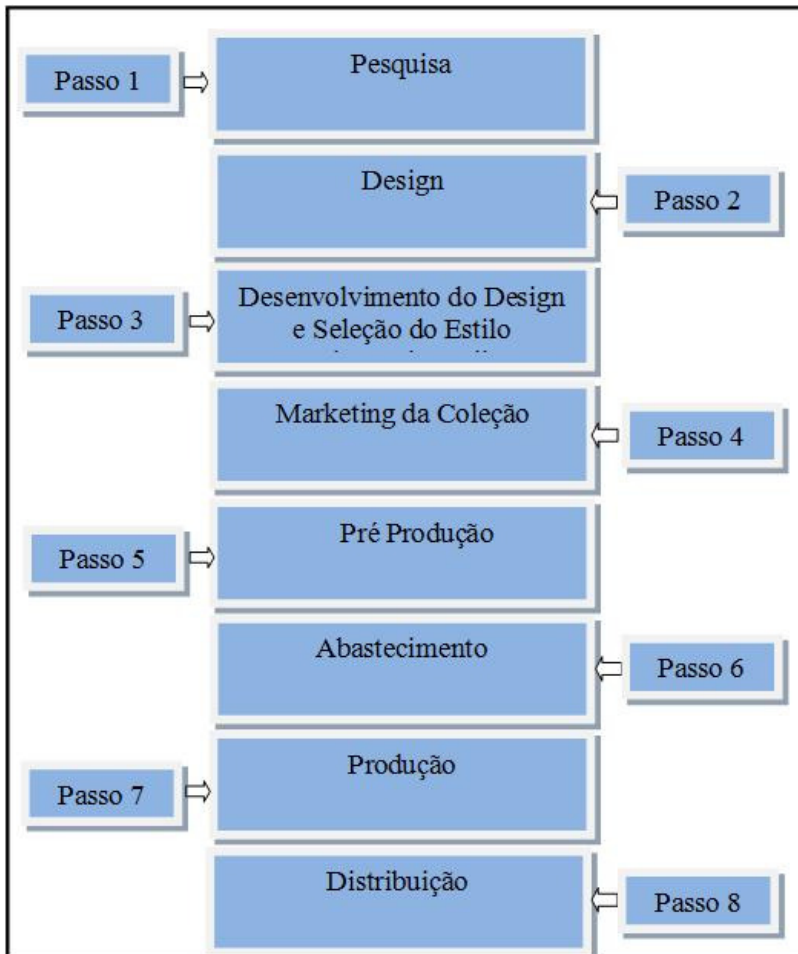 Passo 1
Pesquisa
Design
Passo 2
Passo 3
Desenvolvimento do Design
e Seleção do Estilo
Marketing da Coleção
Passo 4
Passo 5
Pré Produção
Abastecimento
Passo 6
Passo 7
Produção
Distribuição
Passo 8